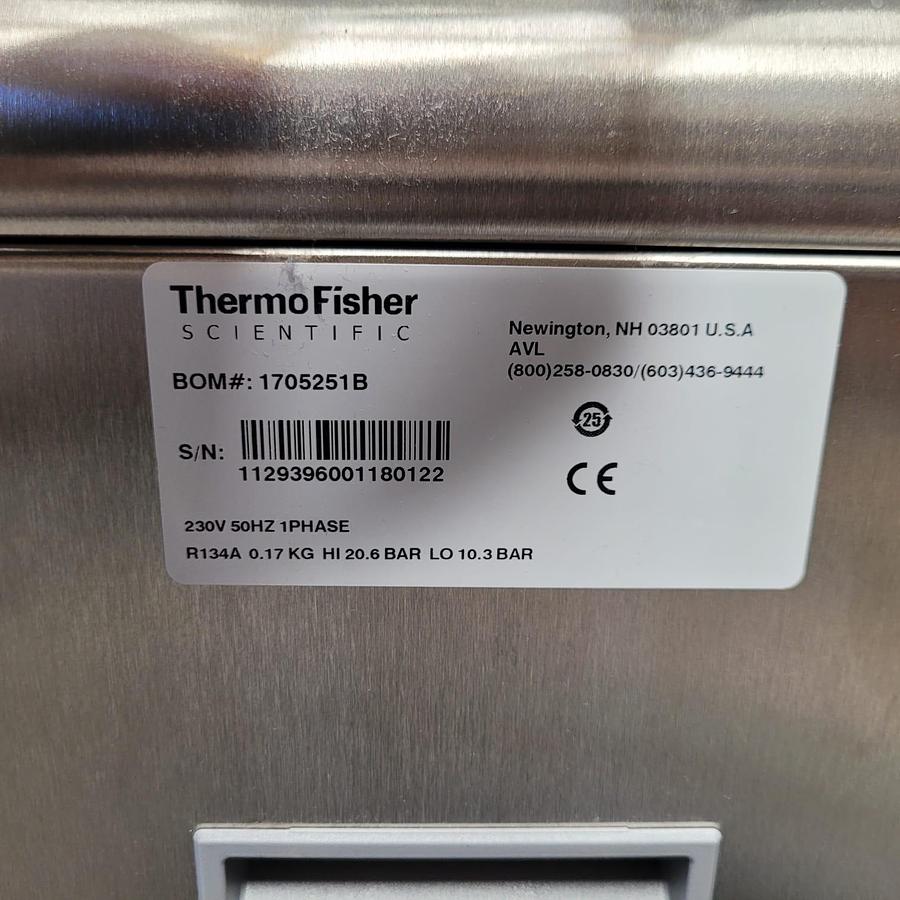 ThermoFisher
SCIENTIFIC
Newington, NH 03801 U.S.A
AVL
(800)258-0830/(603)436-9444
BOM#: 1705251B
25
S/N:
1129396001180122
CE
230V 50HZ 1PHASE
R134A 0.17 KG HI 20.6 BAR LO 10.3 BAR